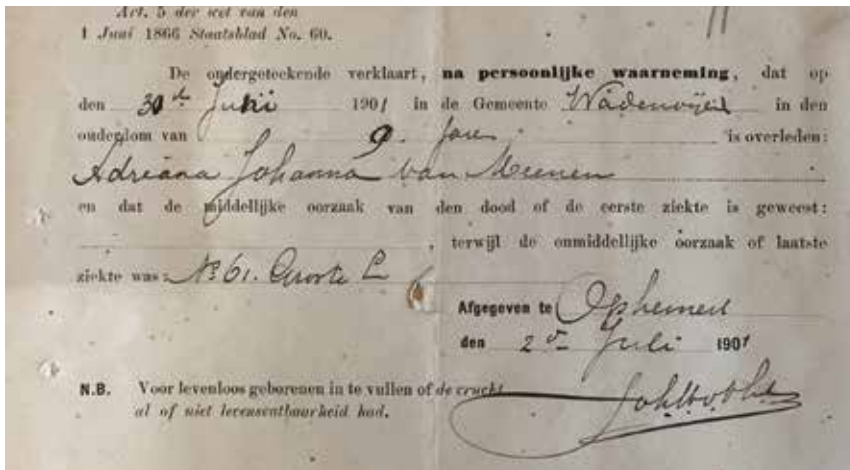 Art. 5 der wet van den
1 Juni 1866 Staatsblad No. 60.
De ondergeteekende verklaart, na persoonlijke waarneming, dat op
den 30st Juni 1901 in de Gemeente Wadenoijen in den
ouderdom van 9 jaren is overleden:
Adriana Johanna van Meenen
en dat de middellijke oorzaak van den dood of de eerste ziekte is geweest:
, terwijl de onmiddellijke oorzaak of laatste
ziekte was: No 61.
Afgegeven te Ophemert
den 2de Juli 1901
N.B. Voor levenloos geborenen in te vullen of de vrucht
al of niet levensvatbaarheid had.